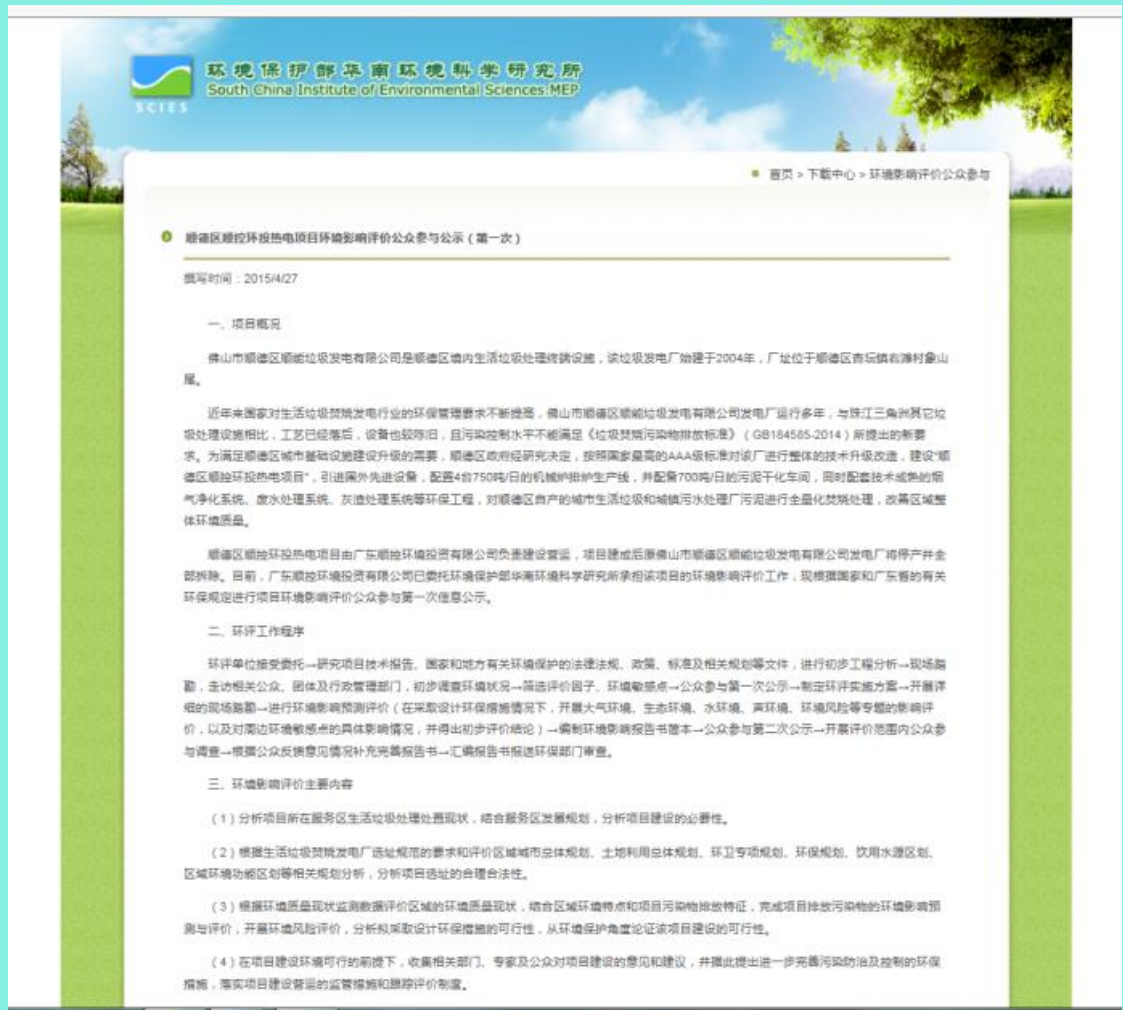 环境保护部华南环境科学研究所
South China Institute of Environmental Sciences.MEP
SCIES
首页 > 下载中心 > 环境影响评价公众参与
顺德区顺控环投热电项目环境影响评价公众参与公示（第一次）
撰写时间：2015/4/27
一、项目概况
佛山市顺德区顺能垃圾发电有限公司是顺德区境内生活垃圾处理终端设施，该垃圾发电厂始建于2004年，厂址位于顺德区杏坛镇右滩村象山
尾。
近年来国家对生活垃圾焚烧发电行业的环保管理要求不断提高，佛山市顺德区顺能垃圾发电有限公司发电厂运行多年，与珠江三角洲其它垃
圾处理设施相比，工艺已经落后，设备也较陈旧，且污染控制水平不能满足《垃圾焚烧污染物排放标准》（GB184585-2014）所提出的新要
求。为满足顺德区城市基础设施建设升级的需要，顺德区政府经研究决定，按照国家最高的AAA级标准对该厂进行整体的技术升级改造，建设“顺
德区顺控环投热电项目”，引进国外先进设备，配置4台750吨/日的机械炉排炉生产线，并配备700吨/日的污泥干化车间，同时配套技术成熟的烟
气净化系统、废水处理系统、灰渣处理系统等环保工程，对顺德区自产的城市生活垃圾和城镇污水处理厂污泥进行全量化焚烧处理，改善区域整
体环境质量。
顺德区顺控环投热电项目由广东顺控环境投资有限公司负责建设营运，项目建成后原佛山市顺德区顺能垃圾发电有限公司发电厂将停产并全
部拆除。目前，广东顺控环境投资有限公司已委托环境保护部华南环境科学研究所承担该项目的环境影响评价工作，现根据国家和广东省的有关
环保规定进行项目环境影响评价公众参与第一次信息公示。
二、环评工作程序
环评单位接受委托→研究项目技术报告、国家和地方有关环境保护的法律法规、政策、标准及相关规划等文件，进行初步工程分析→现场踏
勘，走访相关公众、团体及行政管理部门，初步调查环境状况→筛选评价因子、环境敏感点→公众参与第一次公示→制定环评实施方案→开展详
细的现场踏勘→进行环境影响预测评价（在采取设计环保措施情况下，开展大气环境、生态环境、水环境、声环境、环境风险等专题的影响评
价，以及对周边环境敏感点的具体影响情况，并得出初步评价结论）→编制环境影响报告书简本→公众参与第二次公示→开展评价范围内公众参
与调查→根据公众反馈意见情况补充完善报告书→汇编报告书报送环保部门审查。
三、环境影响评价主要内容
（1）分析项目所在服务区生活垃圾处理处置现状，结合服务区发展规划，分析项目建设的必要性。
（2）根据生活垃圾焚烧发电厂选址规范的要求和评价区域城市总体规划、土地利用总体规划、环卫专项规划、环保规划、饮用水源区划、
区域环境功能区划等相关规划分析，分析项目选址的合理合法性。
（3）根据环境质量现状监测数据评价区域的环境质量现状，结合区域环境特点和项目污染物排放特征，完成项目排放污染物的环境影响预
测与评价，开展环境风险评价，分析拟采取设计环保措施的可行性，从环境保护角度论证该项目建设的可行性。
（4）在项目建设环境可行的前提下，收集相关部门、专家及公众对项目建设的意见和建议，并据此提出进一步完善污染防治及控制的环保
措施，落实项目建设营运的监管措施和跟踪评价制度。